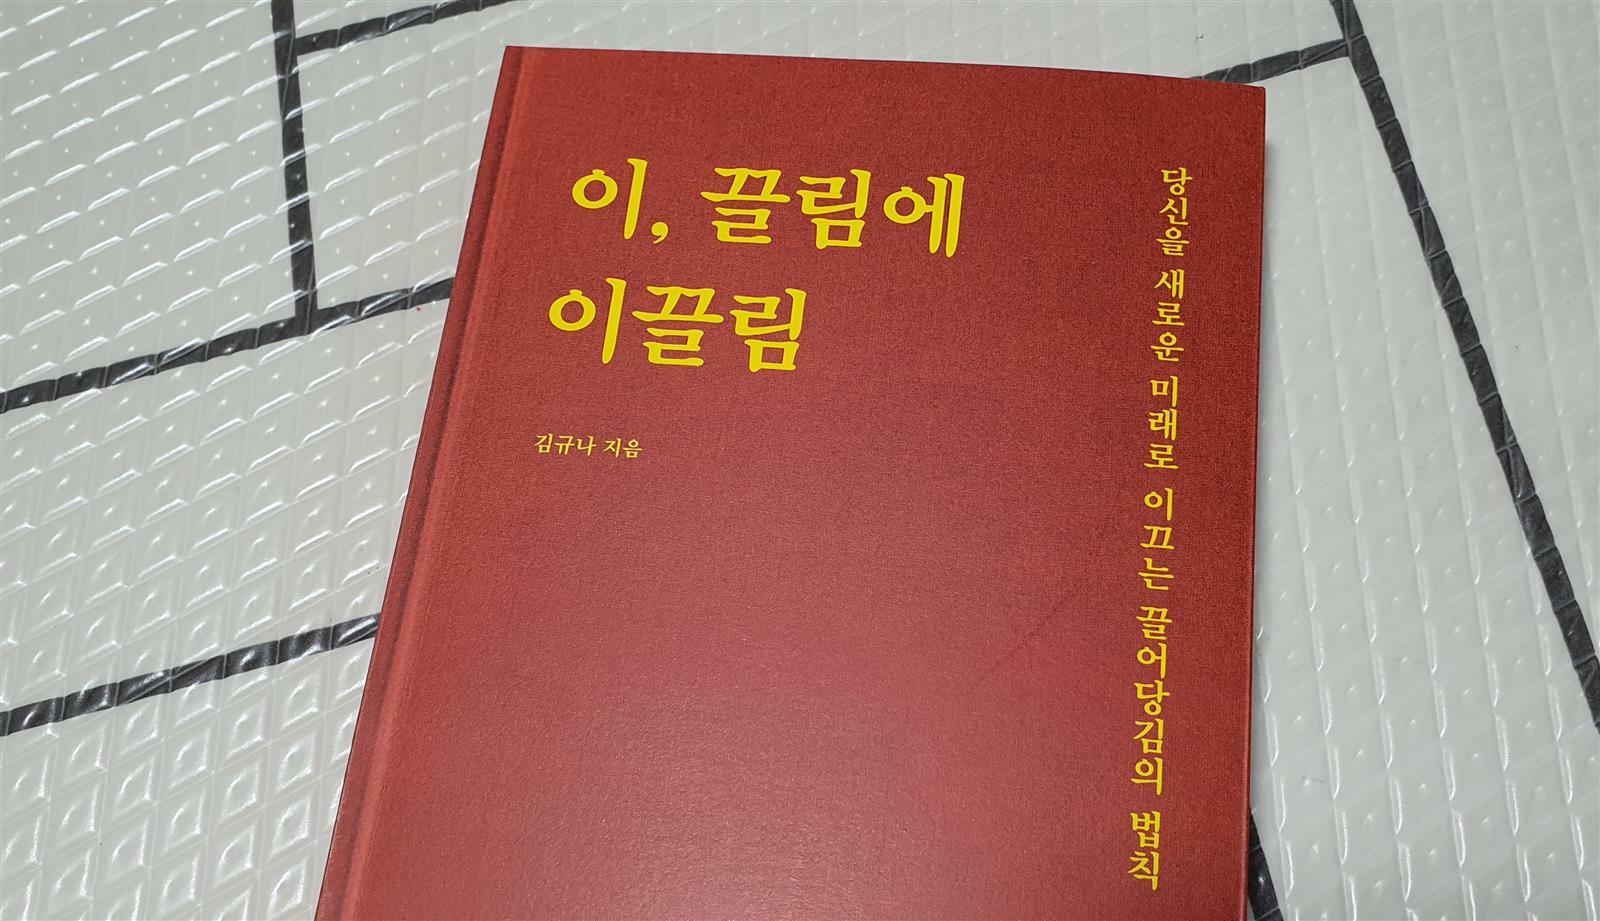 이, 끌림에
이끌림
김규나 지음
당신을 새로운 미래로 이끄는 끌어당김의 법칙